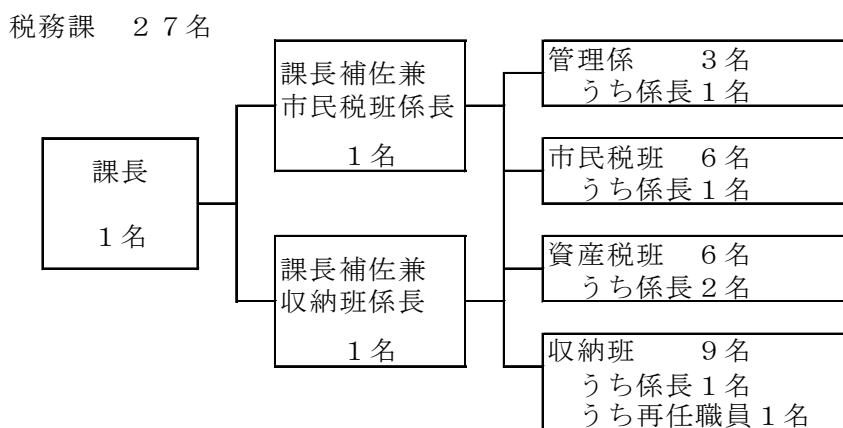 税務課　２７名
課長
１名
課長補佐兼
市民税班係長
１名
課長補佐兼
収納班係長
１名
管理係　　３名
うち係長１名
市民税班　６名
うち係長１名
資産税班　６名
うち係長２名
収納班　　９名
うち係長１名
うち再任職員１名